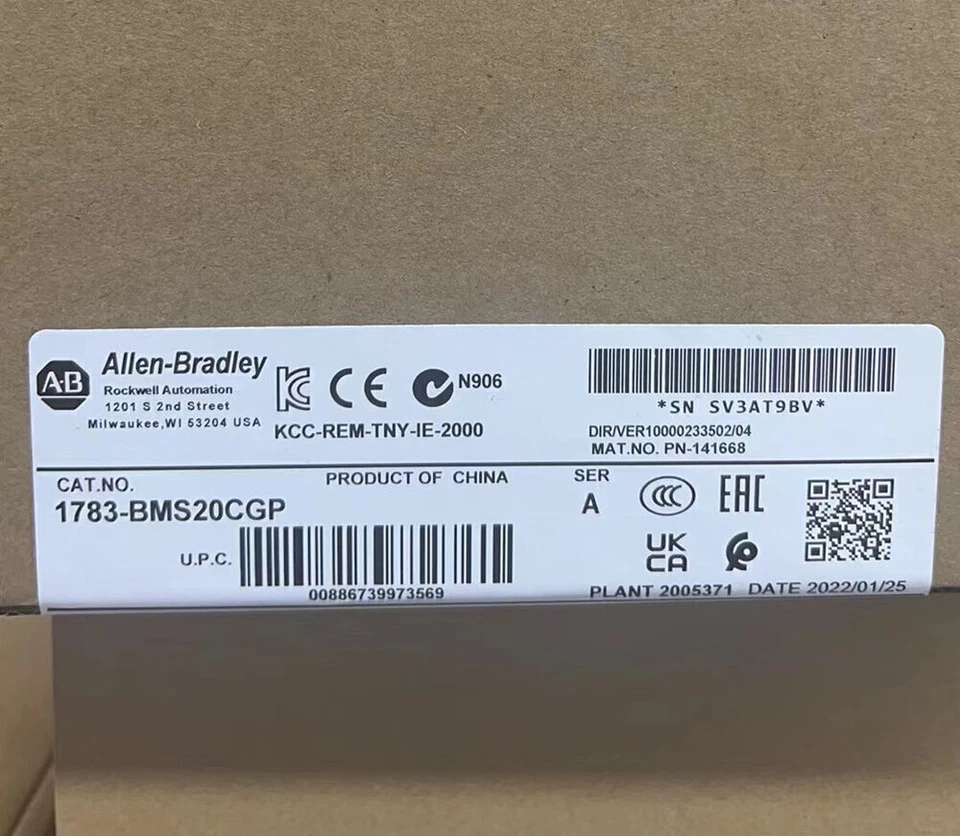 A·B
Allen-Bradley
Rockwell Automation
1201 S 2nd Street
Milwaukee,WI 53204 USA
CE
N906
KCC-REM-TNY-IE-2000
*SN SV3AT9BV*
DIR/VER10000233502/04
MAT.NO. PN-141668
CAT.NO.
1783-BMS20CGP
PRODUCT OF CHINA
U.P.C.
00886739973569
SER
A
CCC
EAC
UK
CA
PLANT 2005371 DATE 2022/01/25